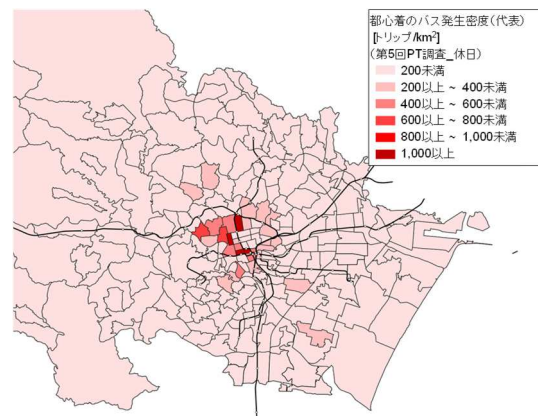 都心着のバス発生密度(代表)
[トリップ/km²]
(第5回PT調査_休日)
200未満
200以上 ~ 400未満
400以上 ~ 600未満
600以上 ~ 800未満
800以上 ~ 1,000未満
1,000以上